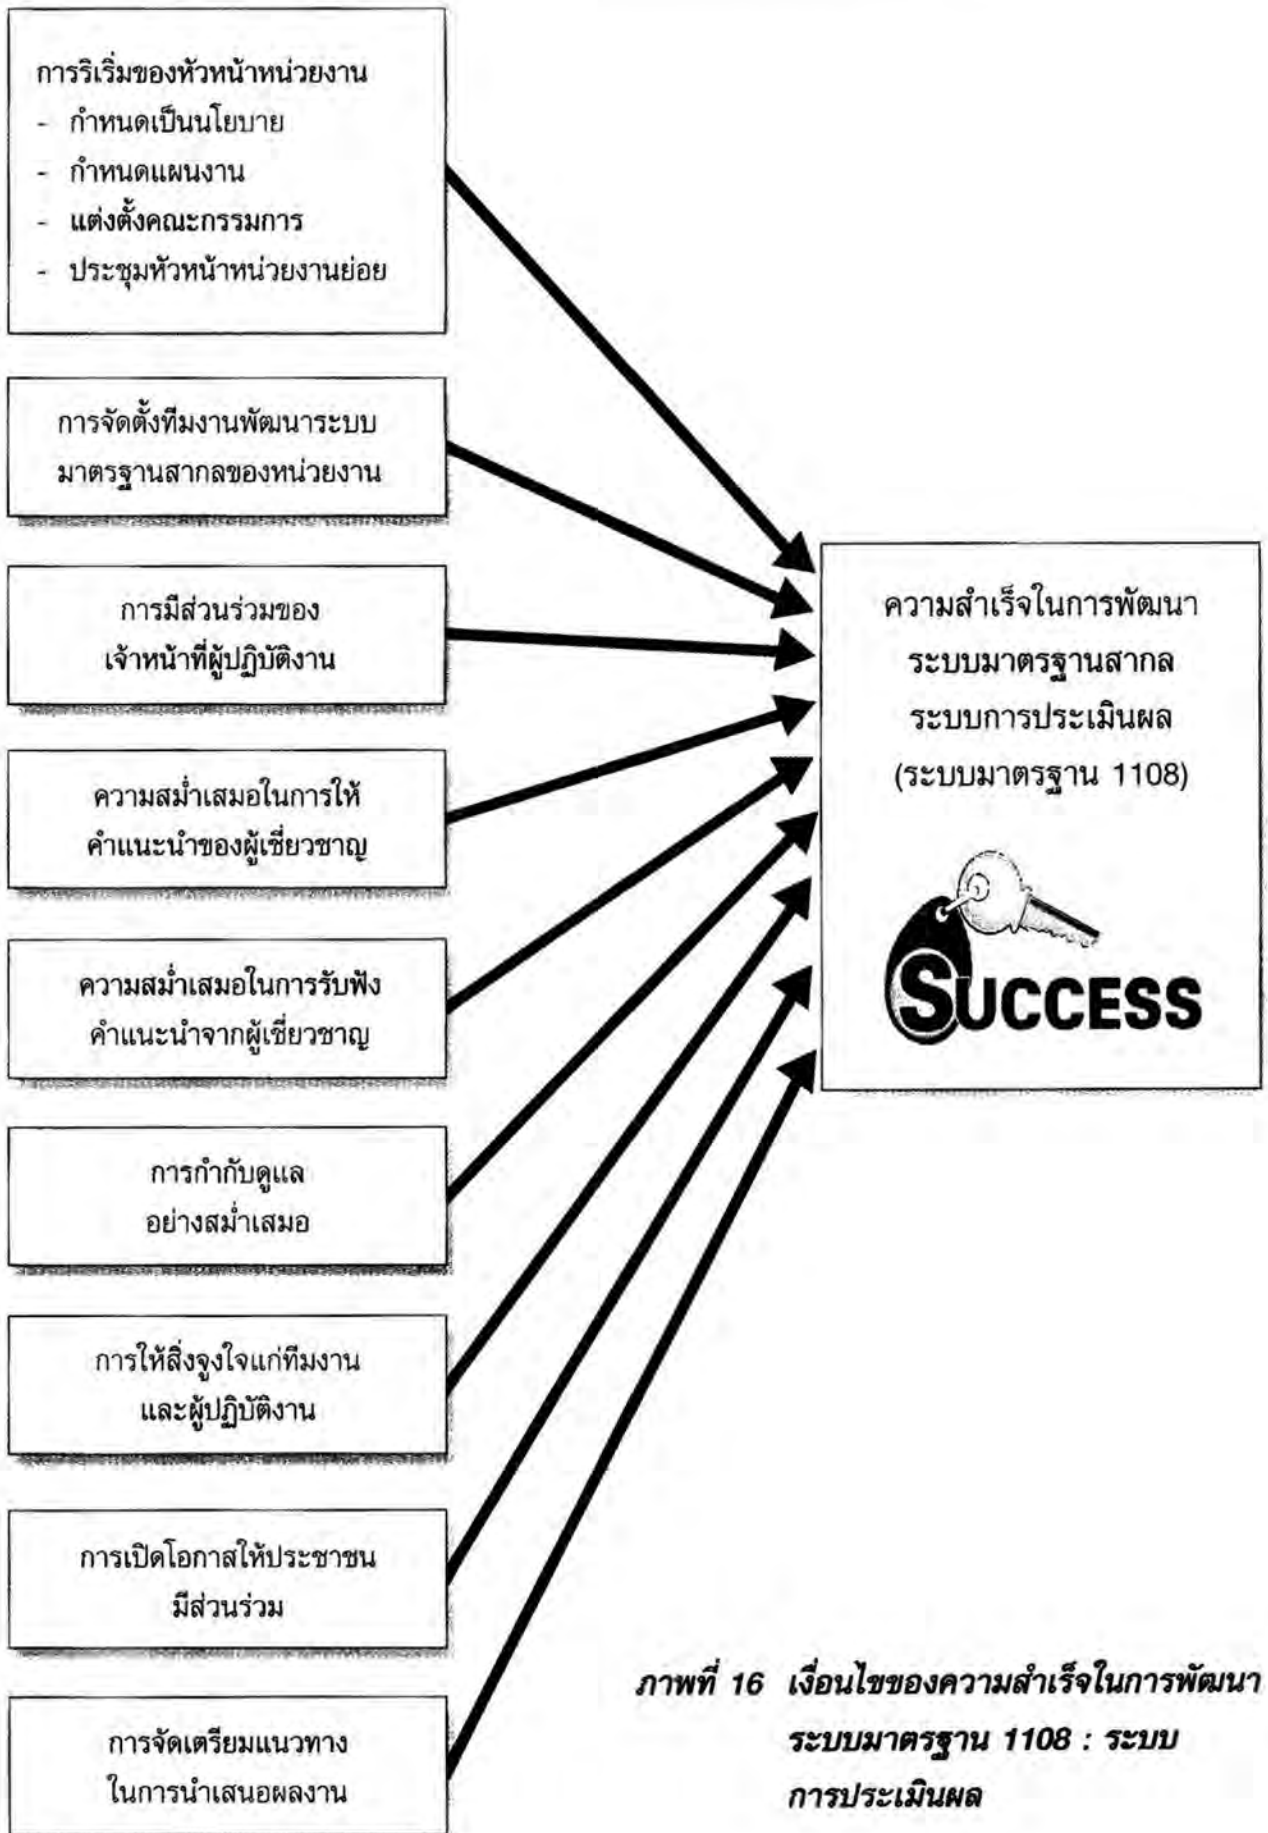 การริเริ่มของหัวหน้าหน่วยงาน
- กำหนดเป็นนโยบาย
- กำหนดแผนงาน
- แต่งตั้งคณะกรรมการ
- ประชุมหัวหน้าหน่วยงานย่อย
การจัดตั้งทีมงานพัฒนาระบบ
มาตรฐานสากลของหน่วยงาน
การมีส่วนร่วมของ
เจ้าหน้าที่ผู้ปฏิบัติงาน
ความสม่ำเสมอในการให้
คำแนะนำของผู้เชี่ยวชาญ
ความสม่ำเสมอในการรับฟัง
คำแนะนำจากผู้เชี่ยวชาญ
การกำกับดูแล
อย่างสม่ำเสมอ
การให้สิ่งจูงใจแก่ทีมงาน
และผู้ปฏิบัติงาน
การเปิดโอกาสให้ประชาชน
มีส่วนร่วม
การจัดเตรียมแนวทาง
ในการนำเสนอผลงาน
ความสำเร็จในการพัฒนา
ระบบมาตรฐานสากล
ระบบการประเมินผล
(ระบบมาตรฐาน 1108)
SUCCESS
ภาพที่ 16 เงื่อนไขของความสำเร็จในการพัฒนา
ระบบมาตรฐาน 1108 : ระบบ
การประเมินผล